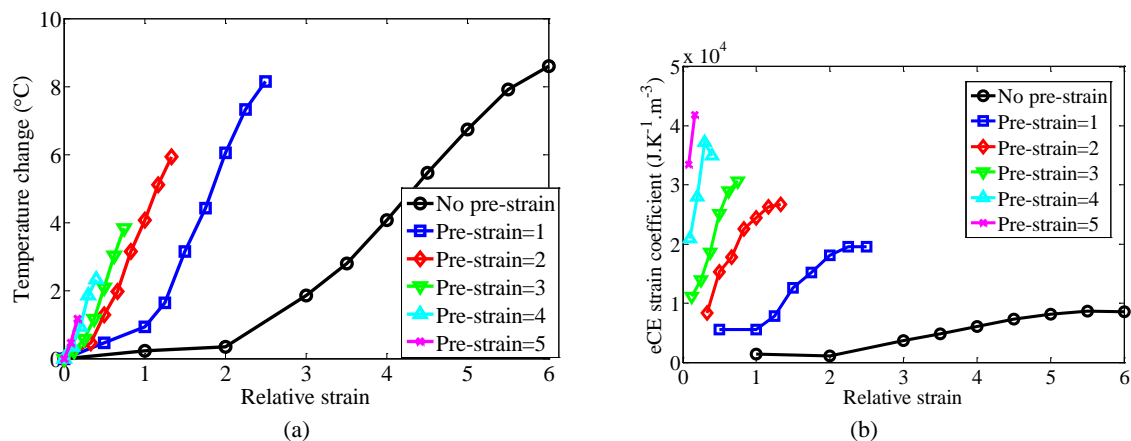 10
8
6
4
2
0
Temperature change (°C)
0 1 2 3 4 5 6
Relative strain
No pre-strain
Pre-strain=1
Pre-strain=2
Pre-strain=3
Pre-strain=4
Pre-strain=5
(a)
5 x 10^4
4
3
2
1
0
eCE strain coefficient (J.K⁻¹.m⁻³)
0 1 2 3 4 5 6
Relative strain
No pre-strain
Pre-strain=1
Pre-strain=2
Pre-strain=3
Pre-strain=4
Pre-strain=5
(b)